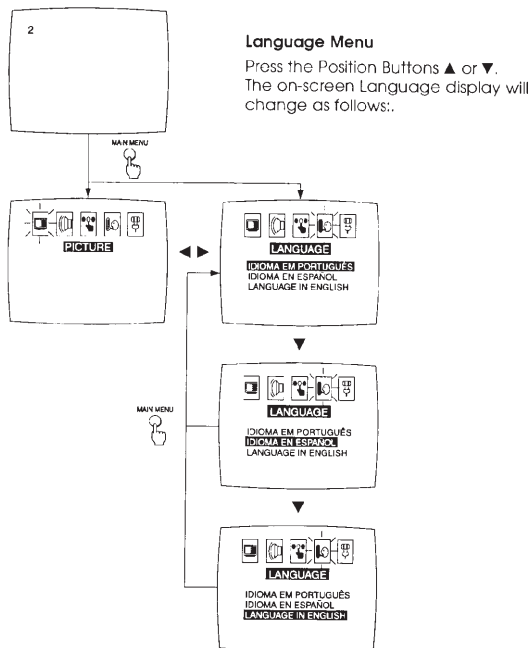 2
Language Menu
Press the Position Buttons ▲ or ▼.
The on-screen Language display will
change as follows:.
MAIN MENU
PICTURE
◀ ▶
LANGUAGE
IDIOMA EM PORTUGUÊS
IDIOMA EN ESPAÑOL
LANGUAGE IN ENGLISH
▼
MAIN MENU
LANGUAGE
IDIOMA EM PORTUGUÊS
IDIOMA EN ESPAÑOL
LANGUAGE IN ENGLISH
▼
LANGUAGE
IDIOMA EM PORTUGUÊS
IDIOMA EN ESPAÑOL
LANGUAGE IN ENGLISH